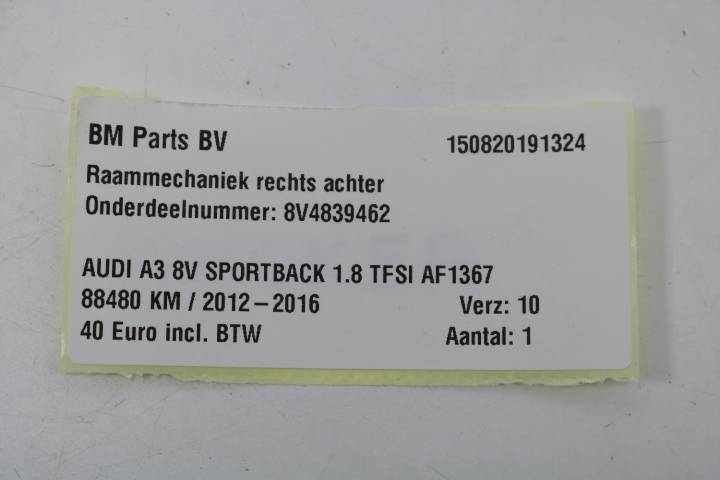 BM Parts BV 150820191324
Raammechaniek rechts achter
Onderdeelnummer: 8V4839462
AUDI A3 8V SPORTBACK 1.8 TFSI AF1367
88480 KM / 2012 – 2016 Verz: 10
40 Euro incl. BTW Aantal: 1